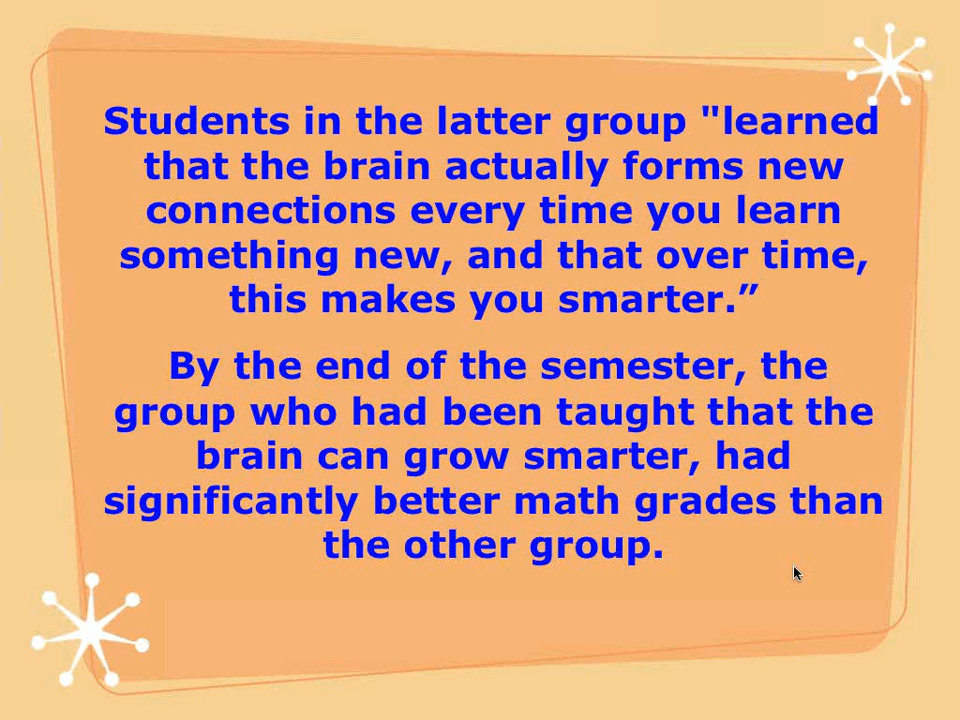 Students in the latter group "learned
that the brain actually forms new
connections every time you learn
something new, and that over time,
this makes you smarter.”
By the end of the semester, the
group who had been taught that the
brain can grow smarter, had
significantly better math grades than
the other group.